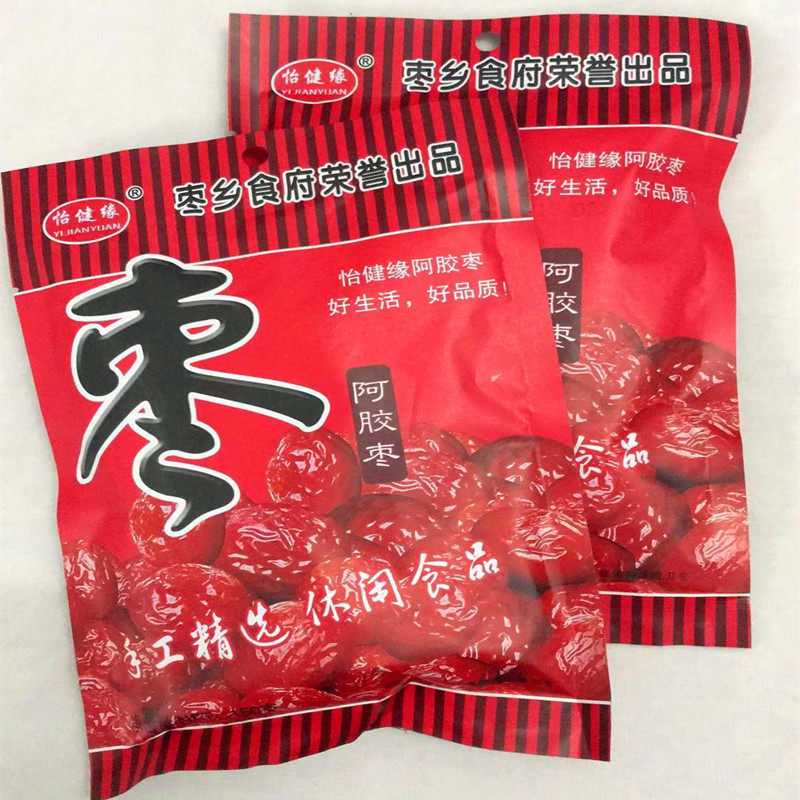 怡健缘®
YIJIANYUAN
枣乡食府荣誉出品
怡健缘阿胶枣
好生活，好品质！
阿胶枣
食品
怡健缘®
YIJIANYUAN
枣乡食府荣誉出品
怡健缘阿胶枣
好生活，好品质！
枣
阿胶枣
手工精选 休闲食品